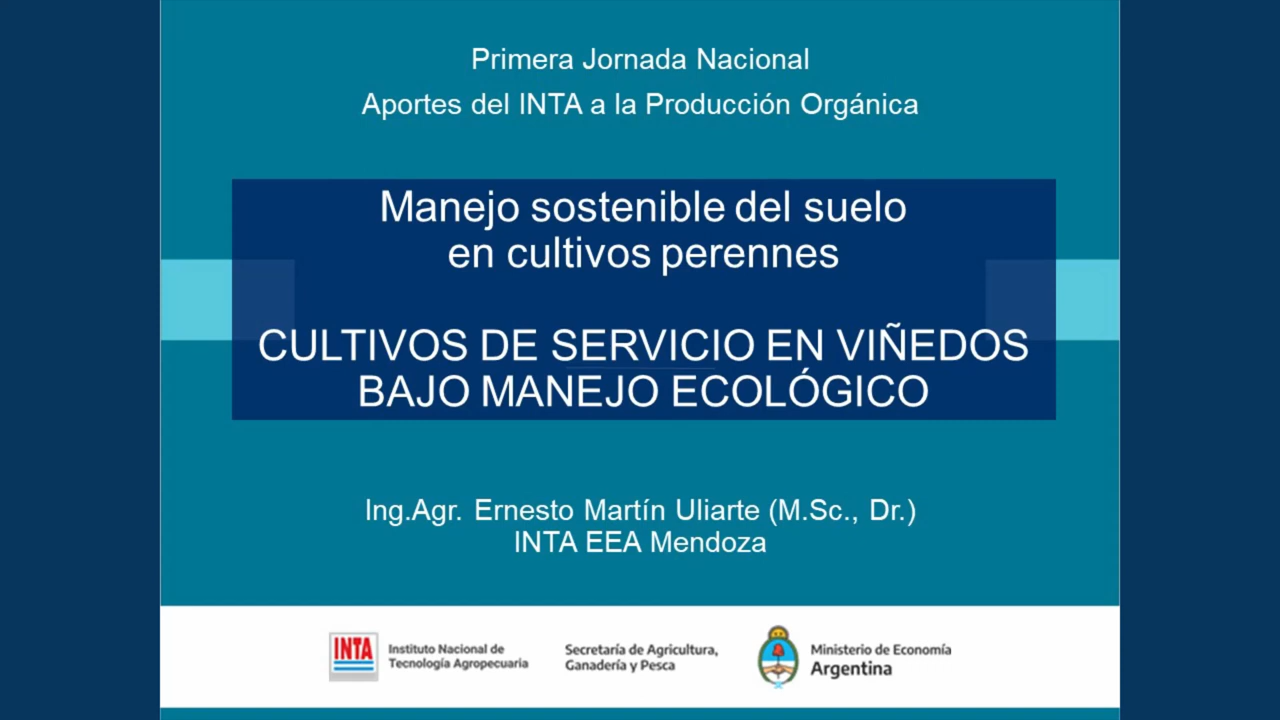 Primera Jornada Nacional
Aportes del INTA a la Producción Orgánica
Manejo sostenible del suelo
en cultivos perennes
CULTIVOS DE SERVICIO EN VIÑEDOS
BAJO MANEJO ECOLÓGICO
Ing.Agr. Ernesto Martín Uliarte (M.Sc., Dr.)
INTA EEA Mendoza
INTA
Instituto Nacional de
Tecnología Agropecuaria
Secretaría de Agricultura,
Ganadería y Pesca
Ministerio de Economía
Argentina